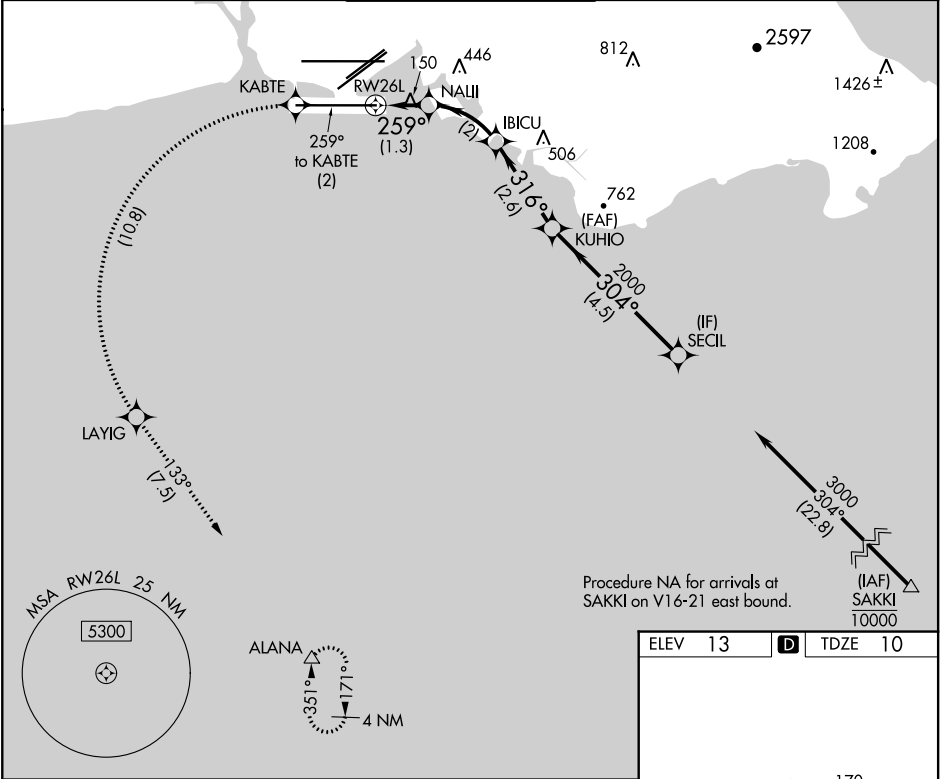 2597
812
446
1426±
150
KABTE
RW26L
NALII
259°
(1.3)
259°
to KABTE
(2)
(2)
IBICU
506
1208
316°
(2.6)
762
(FAF)
KUHIO
(10.8)
2000
304°
(4.5)
(IF)
SECIL
LAYIG
133°
(7.5)
3000
304°
(22.8)
(IAF)
SAKKI
10000
Procedure NA for arrivals at
SAKKI on V16-21 east bound.
MSA RW26L 25 NM
5300
ALANA
351°
171°
4 NM
ELEV 13 D TDZE 10
170